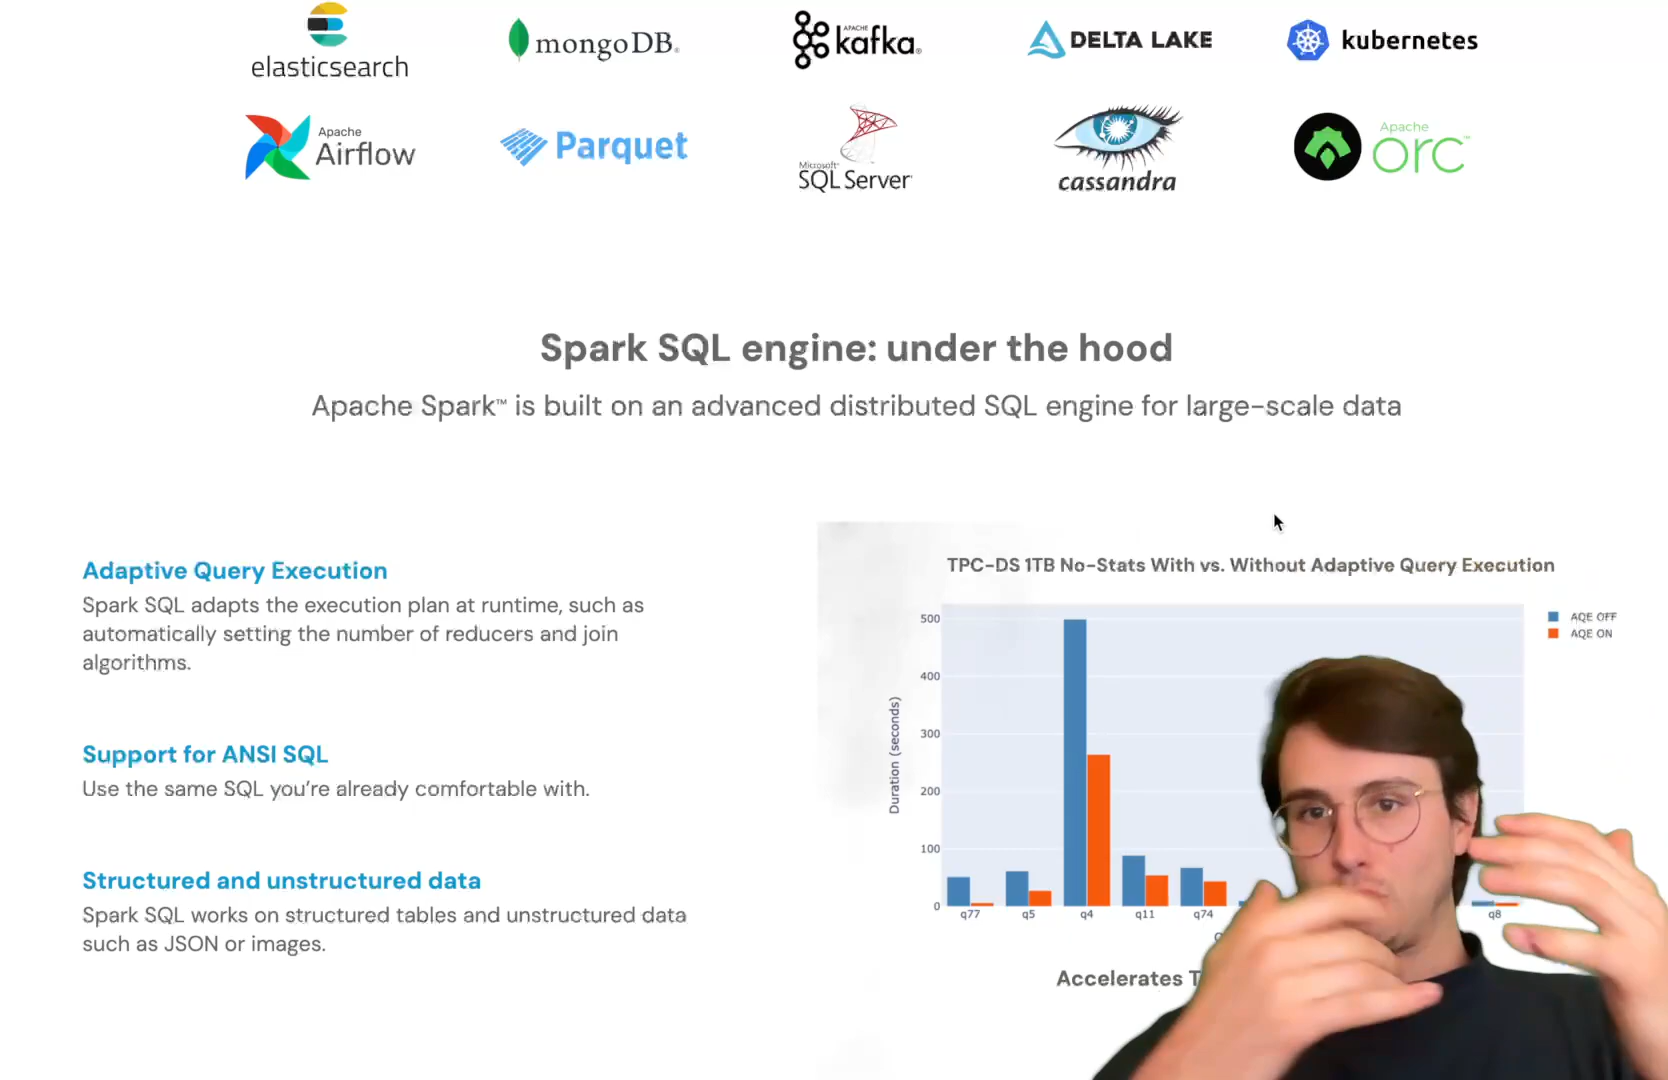 elasticsearch
mongoDB®
APACHE
kafka®
DELTA LAKE
kubernetes
Apache
Airflow
Parquet
Microsoft®
SQL Server®
cassandra
Apache
orc™
Spark SQL engine: under the hood
Apache Spark™ is built on an advanced distributed SQL engine for large-scale data
Adaptive Query Execution
Spark SQL adapts the execution plan at runtime, such as
automatically setting the number of reducers and join
algorithms.
Support for ANSI SQL
Use the same SQL you’re already comfortable with.
Structured and unstructured data
Spark SQL works on structured tables and unstructured data
such as JSON or images.
TPC-DS 1TB No-Stats With vs. Without Adaptive Query Execution
AQE OFF
AQE ON
Duration (seconds)
500
400
300
200
100
0
q77 q5 q4 q11 q74 q8
Accelerates